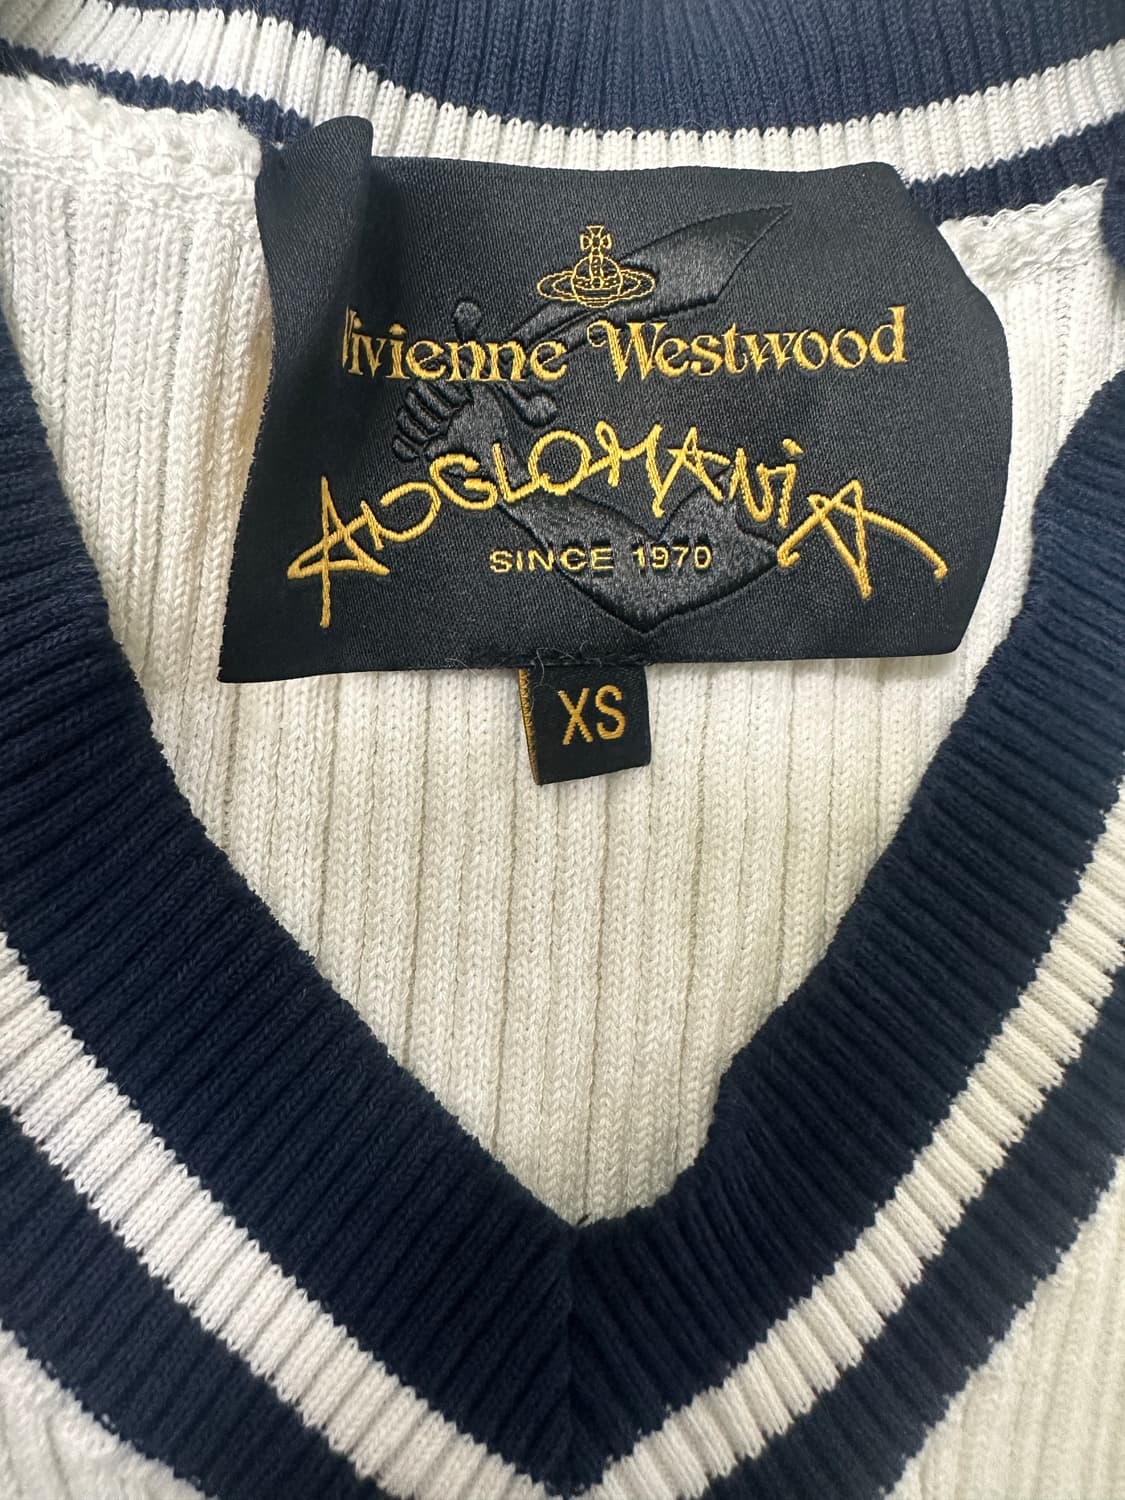 Vivienne Westwood
ANGLOMANIA
SINCE 1970
XS